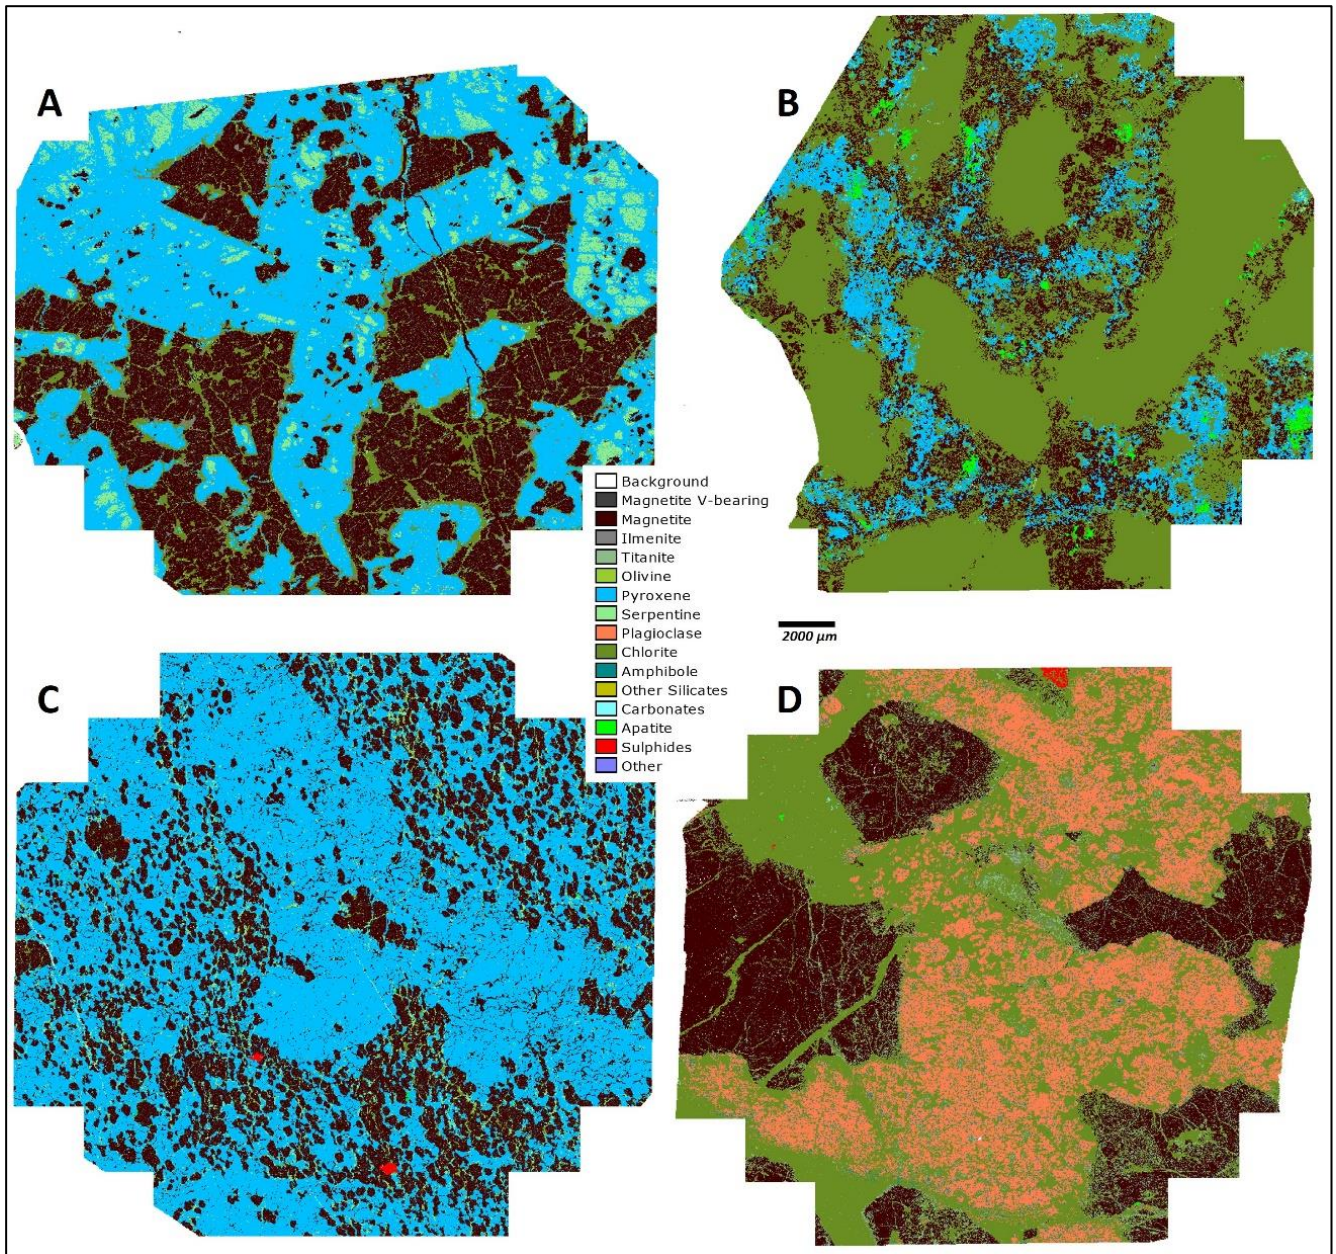 A
B
Background
Magnetite V-bearing
Magnetite
Ilmenite
Titanite
Olivine
Pyroxene
Serpentine
Plagioclase
Chlorite
Amphibole
Other Silicates
Carbonates
Apatite
Sulphides
Other
2000 µm
C
D